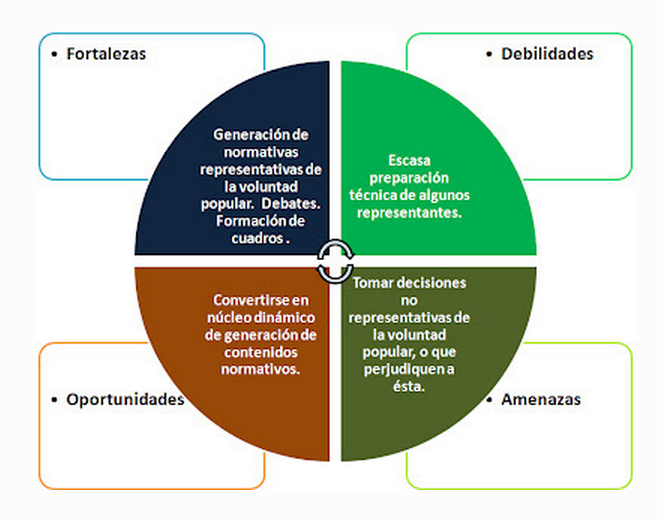 • Fortalezas
• Debilidades
Generación de
normativas
representativas de
la voluntad
popular.  Debates.
Formación de
cuadros .
Escasa
preparación
técnica de algunos
representantes.
Convertirse en
núcleo dinámico
de generación de
contenidos
normativos.
Tomar decisiones
no
representativas de
la voluntad
popular, o que
perjudiquen a
ésta.
• Oportunidades
• Amenazas